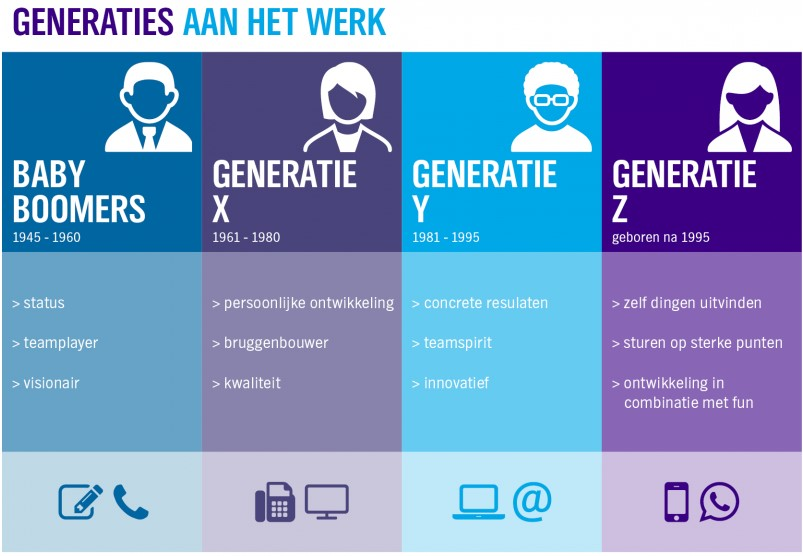 GENERATIES AAN HET WERK
BABY
BOOMERS
1945 - 1960
> status
> teamplayer
> visionair
GENERATIE
X
1961 - 1980
> persoonlijke ontwikkeling
> bruggenbouwer
> kwaliteit
GENERATIE
Y
1981 - 1995
> concrete resulaten
> teamspirit
> innovatief
@
GENERATIE
Z
geboren na 1995
> zelf dingen uitvinden
> sturen op sterke punten
> ontwikkeling in
combinatie met fun